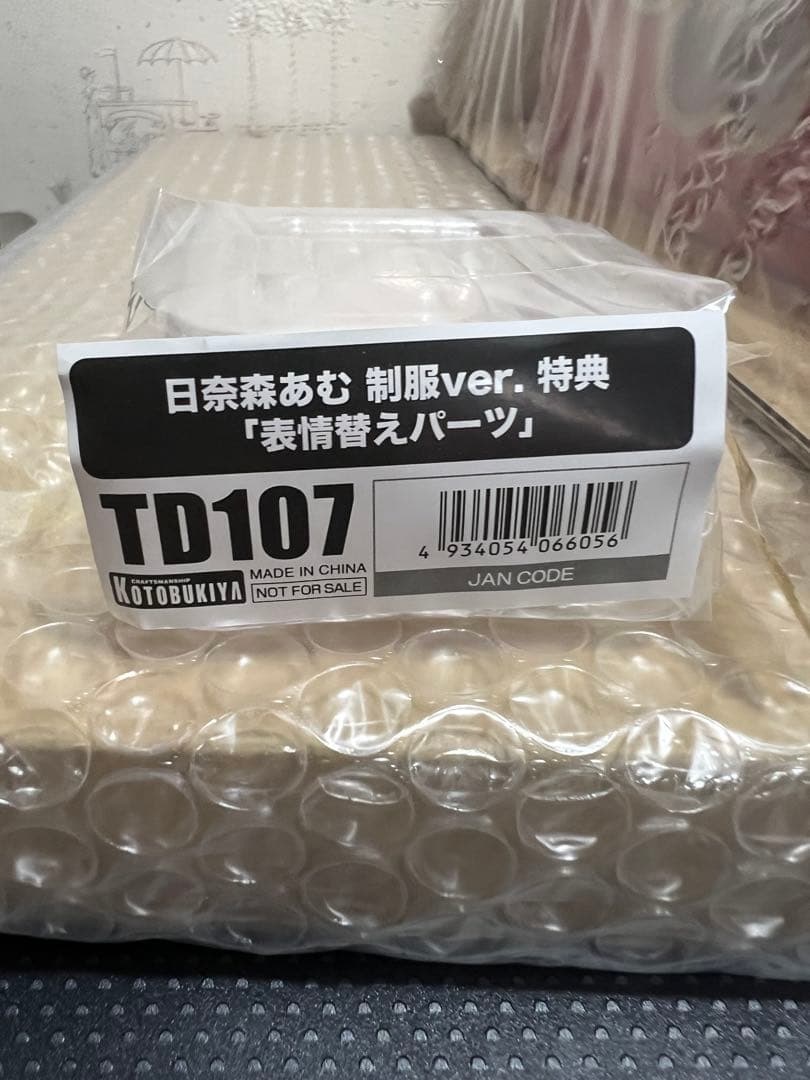 日奈森あむ 制服ver. 特典
「表情替えパーツ」
TD107
CRAFTSMANSHIP
KOTOBUKIYA
MADE IN CHINA
NOT FOR SALE
4 934054 066056
JAN CODE